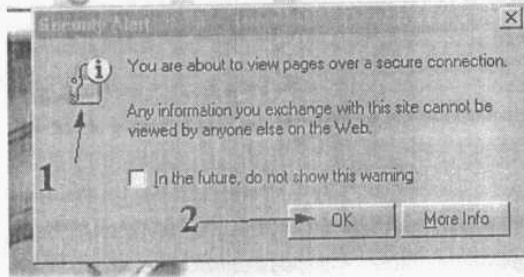 Security Alert
You are about to view pages over a secure connection.
Any information you exchange with this site cannot be
viewed by anyone else on the Web.
1
In the future, do not show this warning
2
OK
More Info